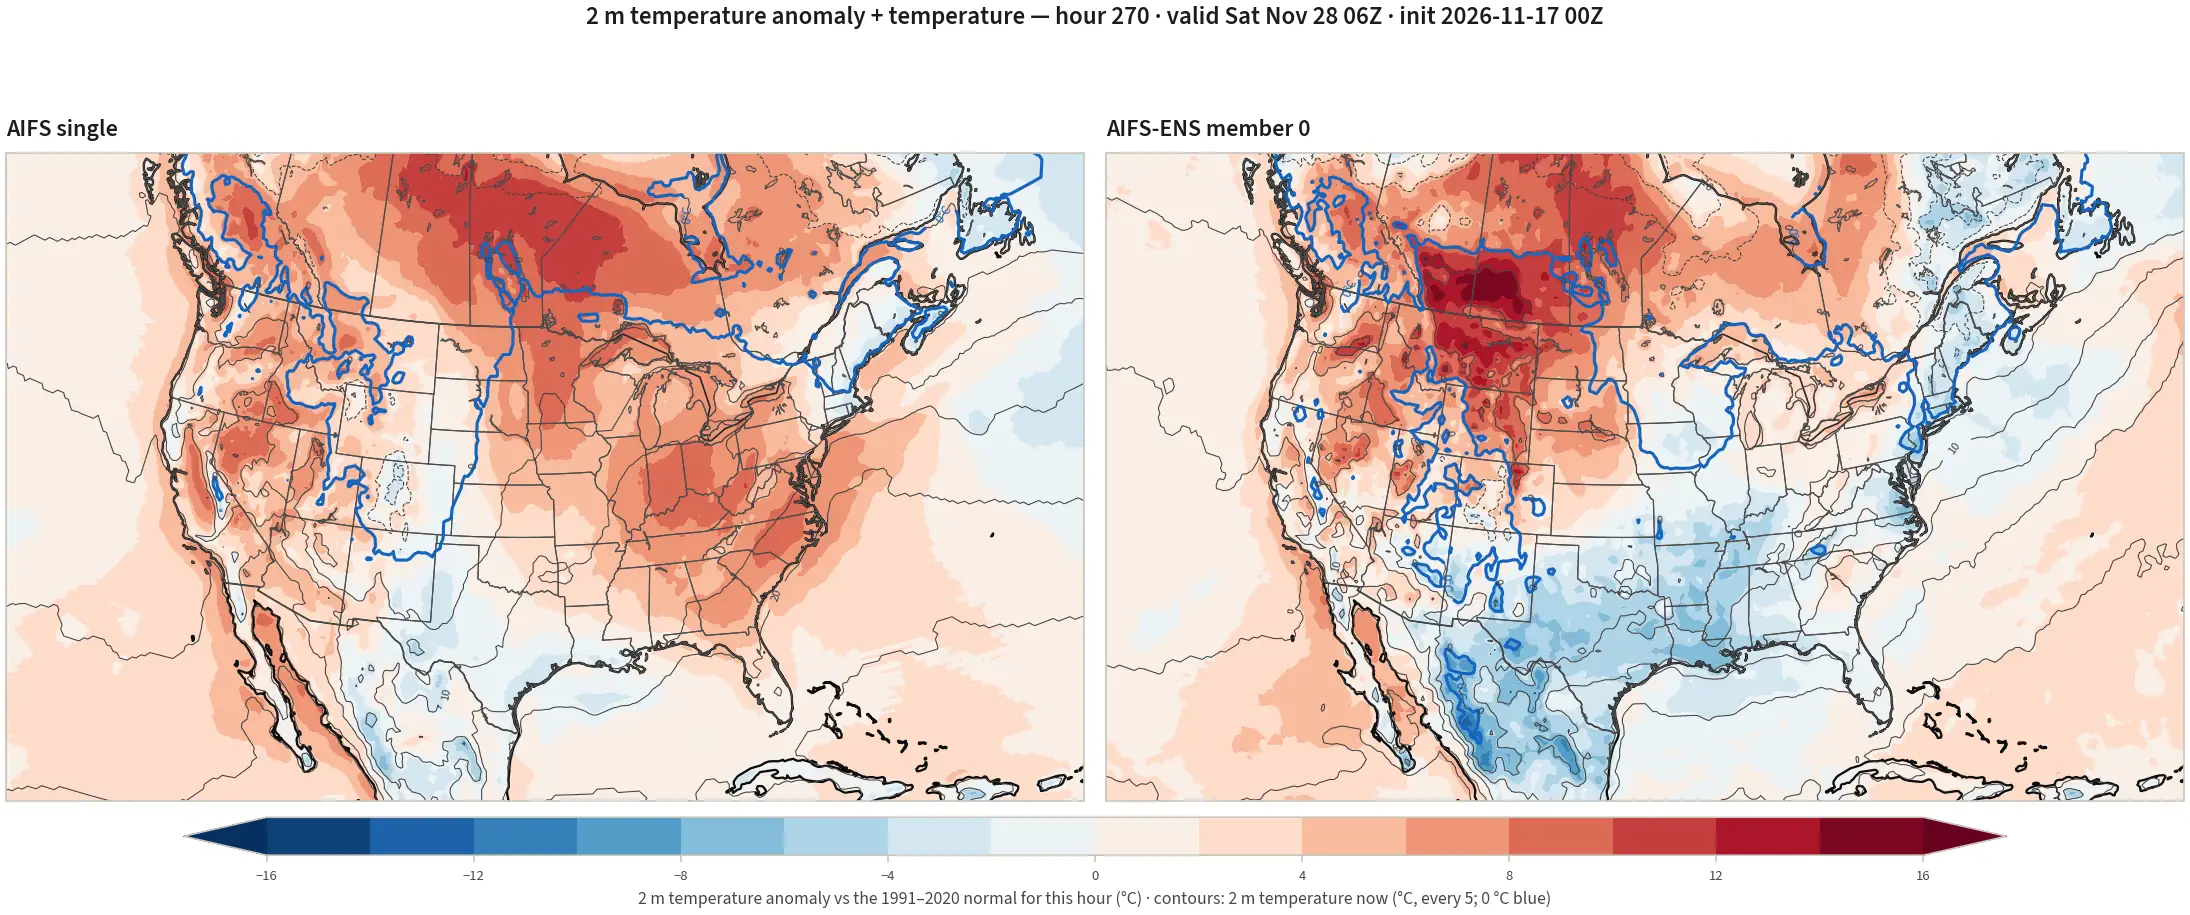 2 m temperature anomaly + temperature — hour 270 · valid Sat Nov 28 06Z · init 2026-11-17 00Z
AIFS single
AIFS-ENS member 0
10
10
−16 −12 −8 −4 0 4 8 12 16
2 m temperature anomaly vs the 1991–2020 normal for this hour (°C) · contours: 2 m temperature now (°C, every 5; 0 °C blue)